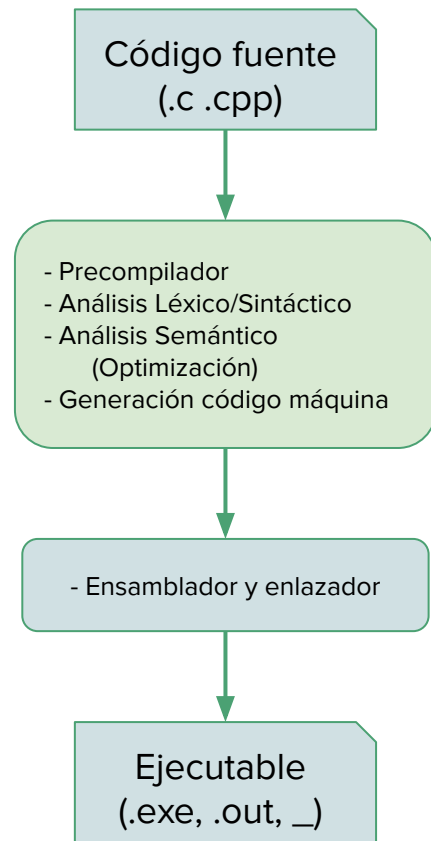 Código fuente
(.c .cpp)
- Precompilador
- Análisis Léxico/Sintáctico
- Análisis Semántico
(Optimización)
- Generación código máquina
- Ensamblador y enlazador
Ejecutable
(.exe, .out, _)